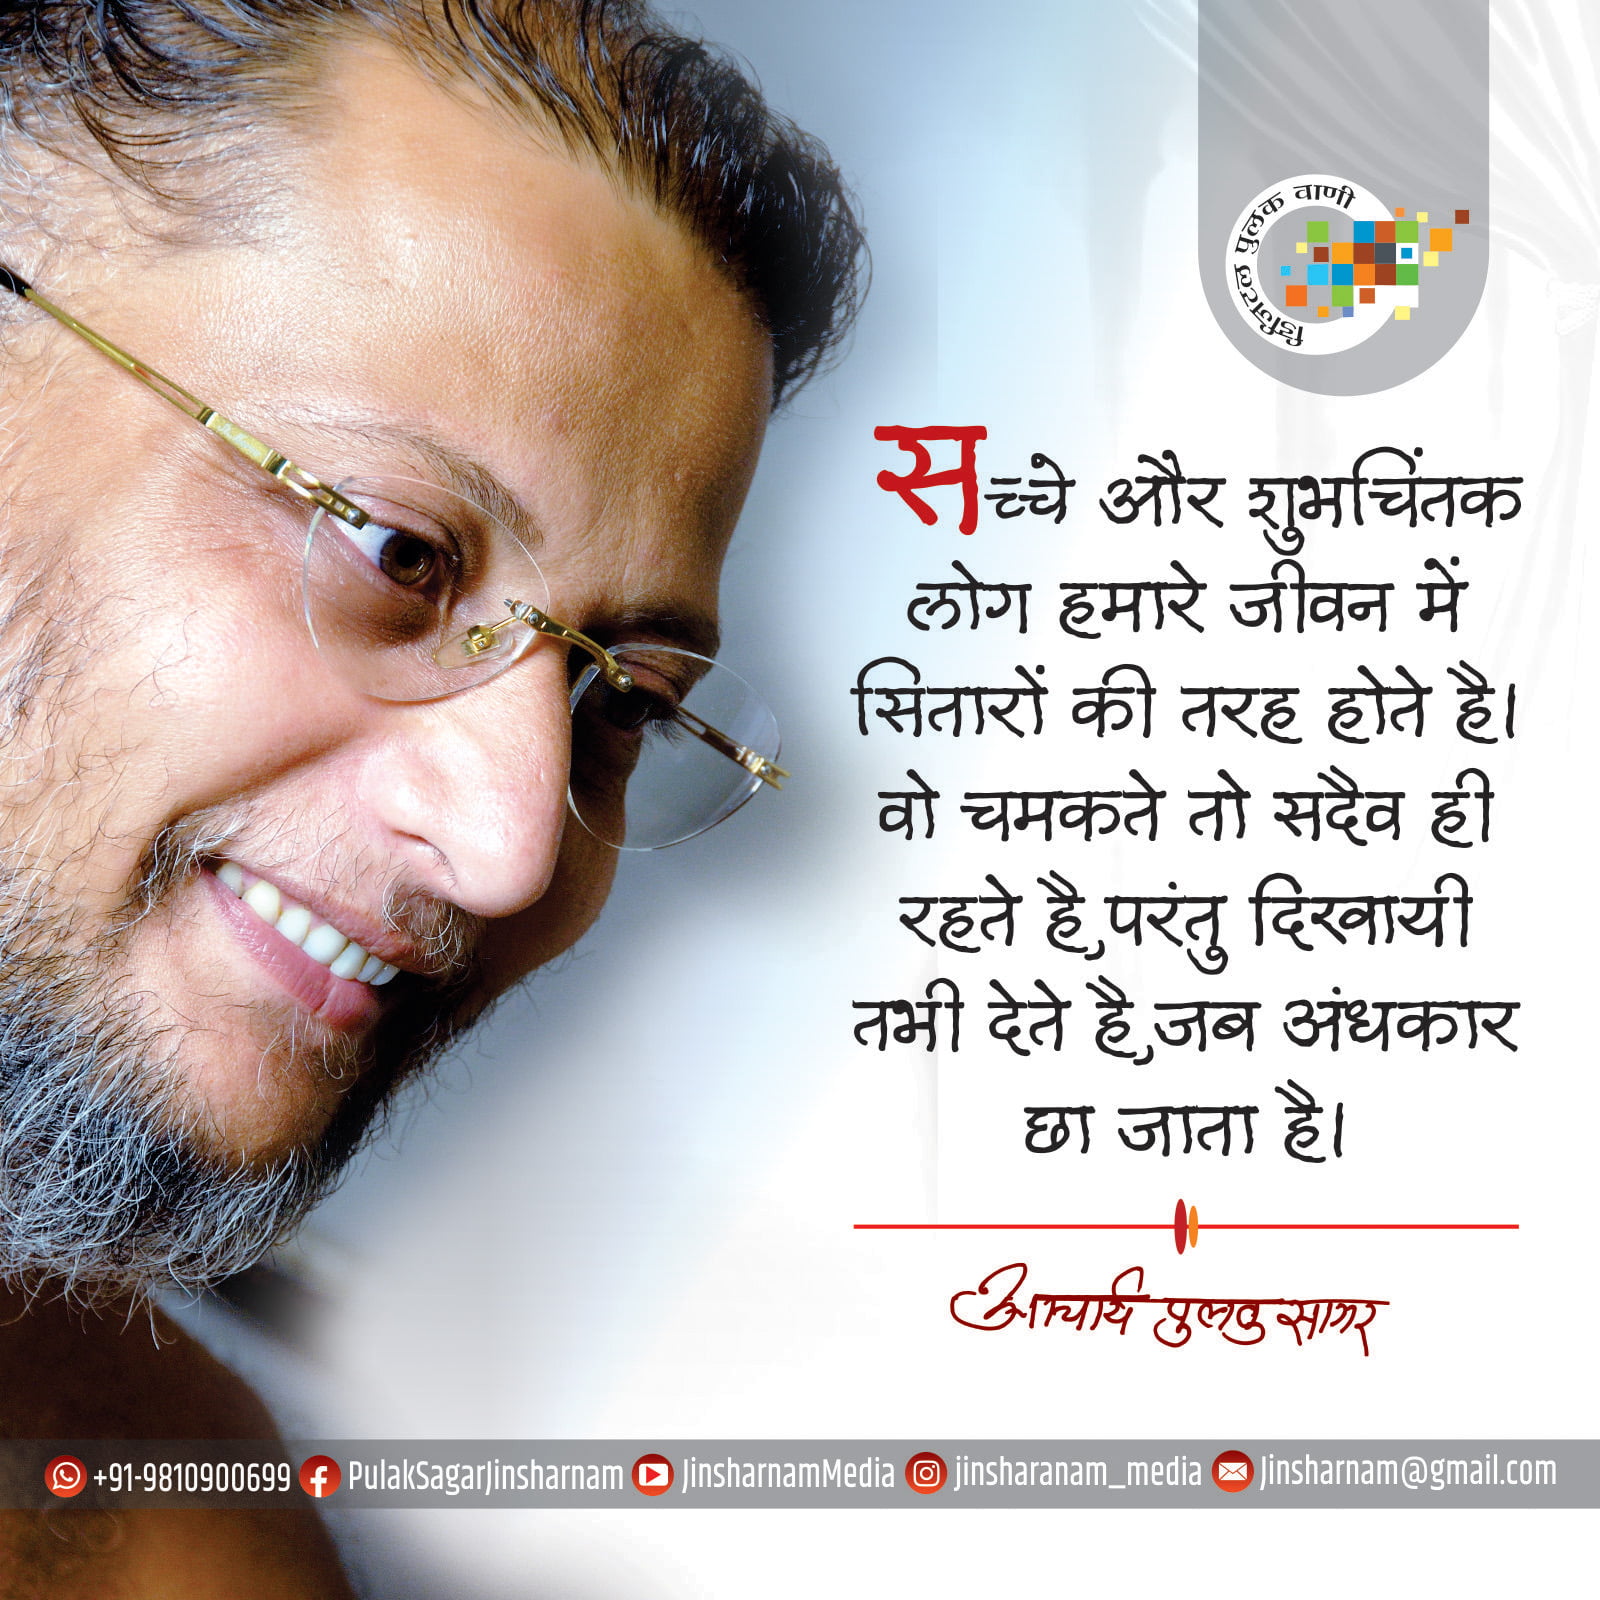 डिजिटल पुलक वाणी
सच्चे और शुभचिंतक
लोग हमारे जीवन में
सितारों की तरह होते है।
वो चमकते तो सदैव ही
रहते है,परंतु दिखायी
तभी देते है,जब अंधकार
छा जाता है।
आचार्य पुलक सागर
+91-9810900699 PulakSagarJinsharnam JinsharnamMedia jinsharanam_media Jinsharnam@gmail.com